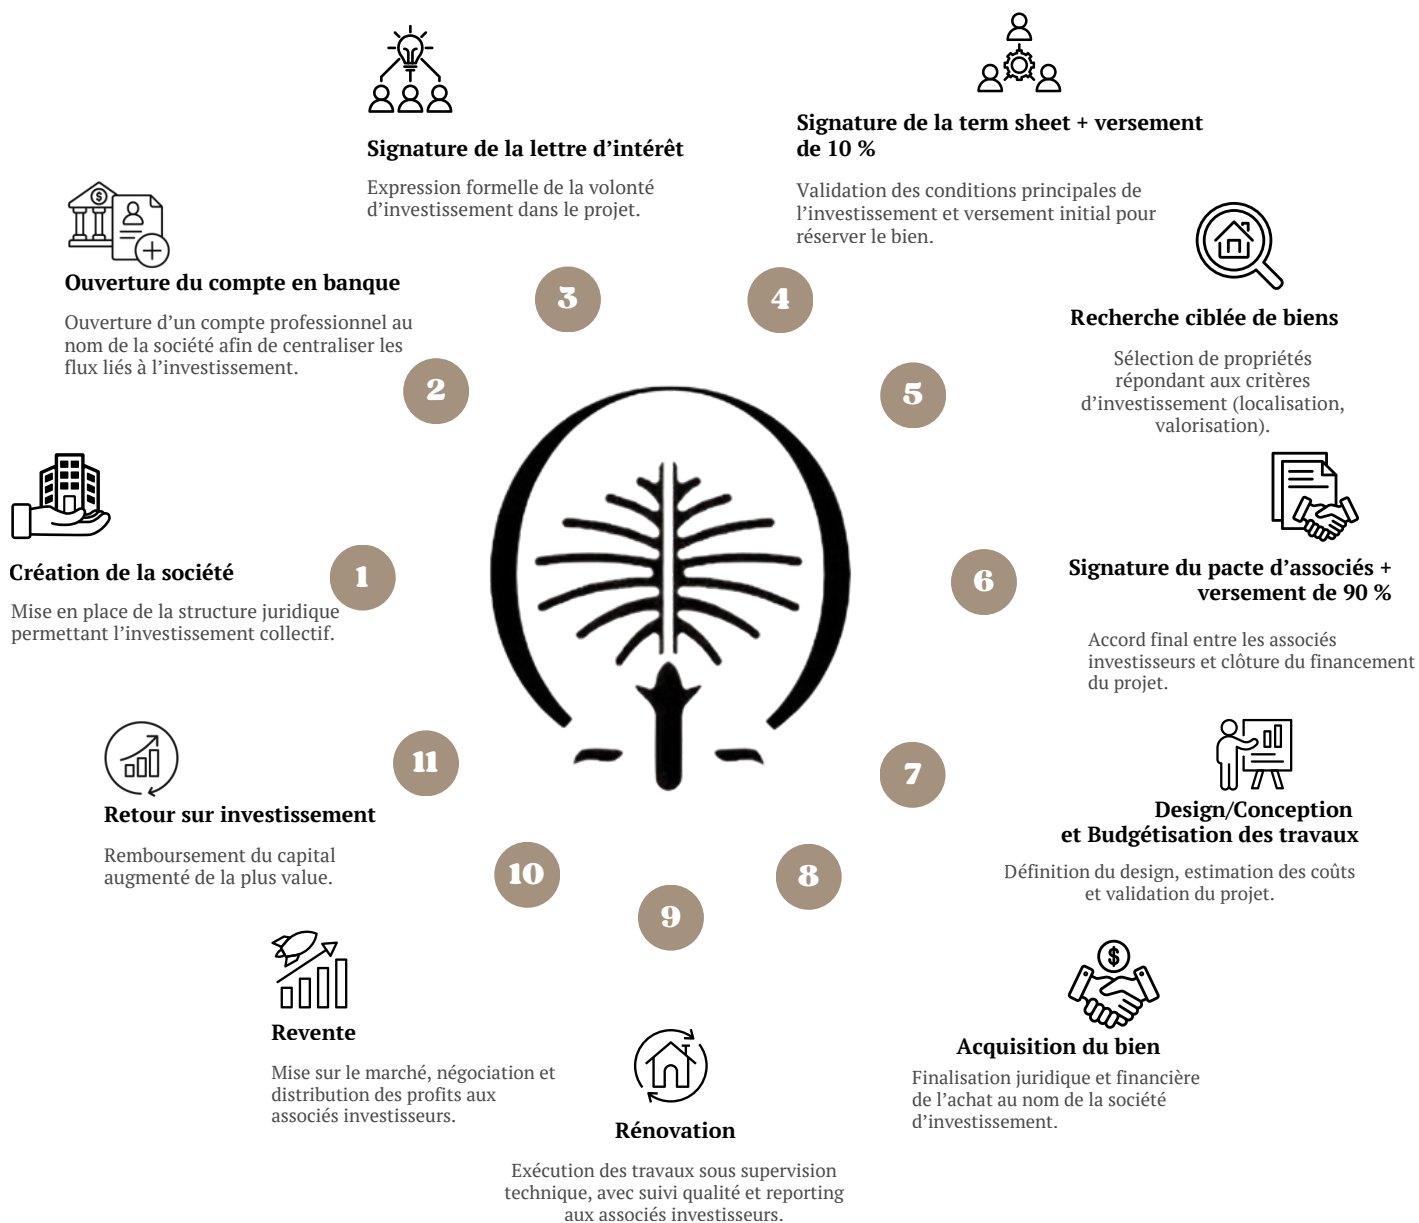 1
Création de la société
Mise en place de la structure juridique
permettant l’investissement collectif.
2
Ouverture du compte en banque
Ouverture d’un compte professionnel au
nom de la société afin de centraliser les
flux liés à l’investissement.
3
Signature de la lettre d’intérêt
Expression formelle de la volonté
d’investissement dans le projet.
4
Signature de la term sheet + versement
de 10 %
Validation des conditions principales de
l’investissement et versement initial pour
réserver le bien.
5
Recherche ciblée de biens
Sélection de propriétés
répondant aux critères
d’investissement (localisation,
valorisation).
6
Signature du pacte d’associés +
versement de 90 %
Accord final entre les associés
investisseurs et clôture du financement
du projet.
7
Design/Conception
et Budgétisation des travaux
Définition du design, estimation des coûts
et validation du projet.
8
$
Acquisition du bien
Finalisation juridique et financière
de l’achat au nom de la société
d’investissement.
9
Rénovation
Exécution des travaux sous supervision
technique, avec suivi qualité et reporting
aux associés investisseurs.
10
Revente
Mise sur le marché, négociation et
distribution des profits aux
associés investisseurs.
11
Retour sur investissement
Remboursement du capital
augmenté de la plus value.